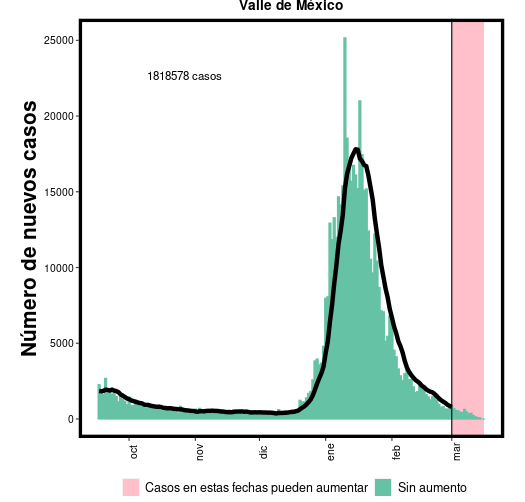 Valle de México
1818578 casos
Número de nuevos casos
25000
20000
15000
10000
5000
0
oct
nov
dic
ene
feb
mar
Casos en estas fechas pueden aumentar
Sin aumento